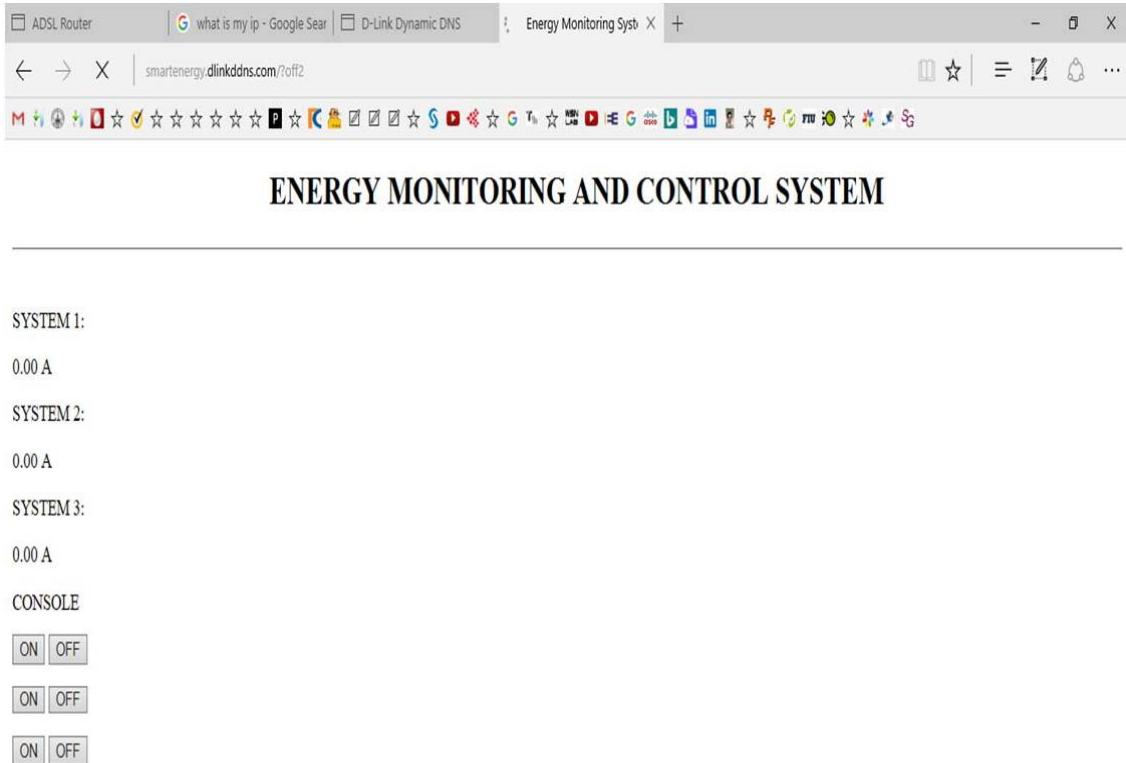 ADSL Router
what is my ip - Google Sear
D-Link Dynamic DNS
Energy Monitoring Syst
smartenergy.dlinkddns.com/?off2
ENERGY MONITORING AND CONTROL SYSTEM
SYSTEM 1:
0.00 A
SYSTEM 2:
0.00 A
SYSTEM 3:
0.00 A
CONSOLE
ON OFF
ON OFF
ON OFF